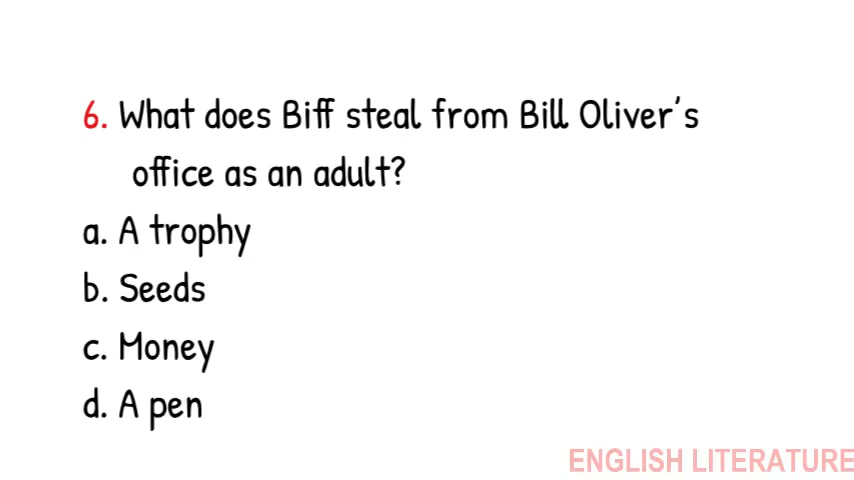 6. What does Biff steal from Bill Oliver's
office as an adult?
a. A trophy
b. Seeds
c. Money
d. A pen
ENGLISH LITERATURE